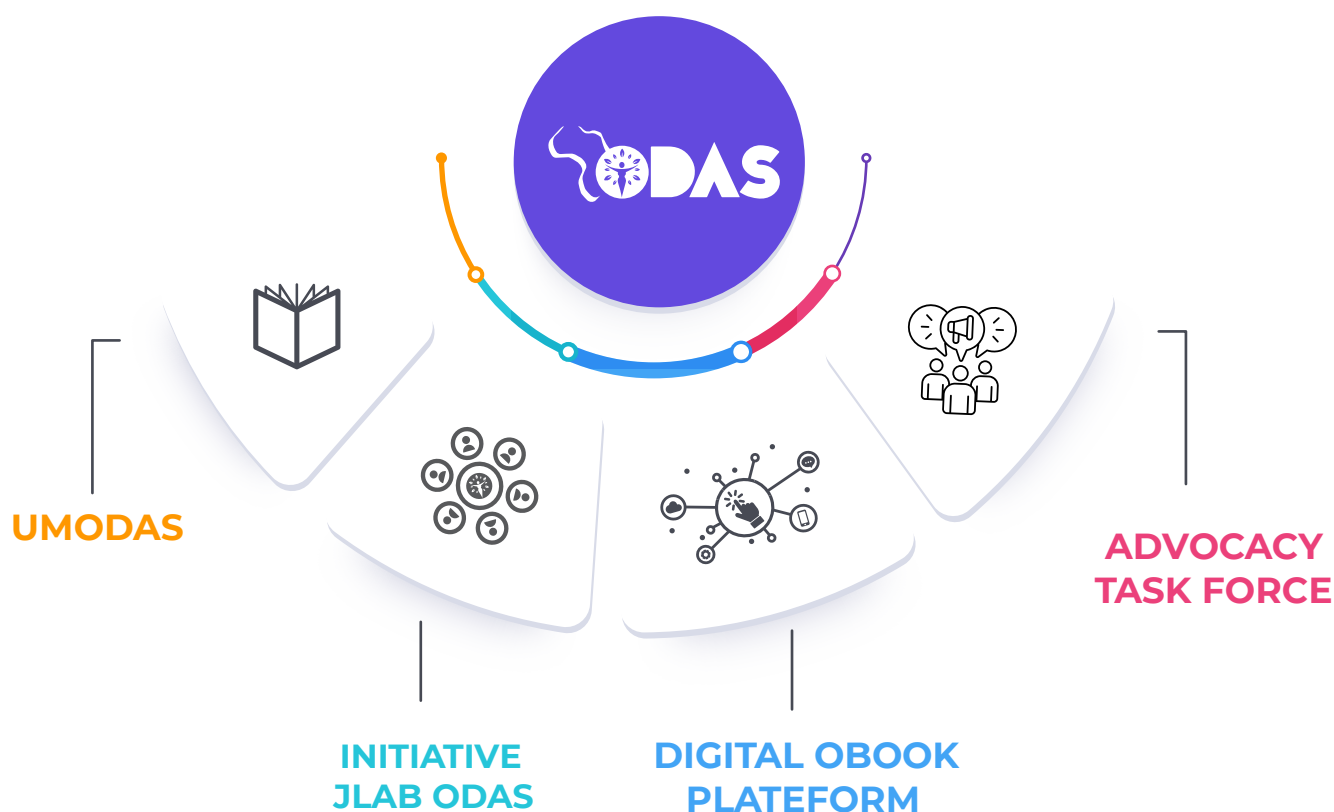 ODAS
UMODAS
ADVOCACY
TASK FORCE
INITIATIVE
JLAB ODAS
DIGITAL OBOOK
PLATEFORM